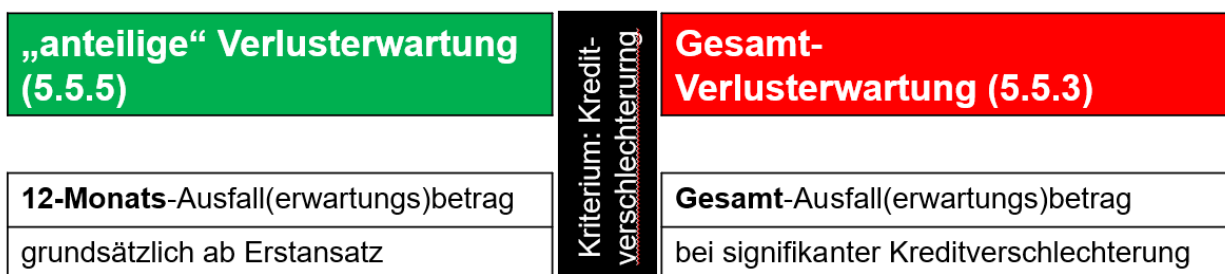 „anteilige“ Verlusterwartung
(5.5.5)
12-Monats-Ausfall(erwartungs)betrag
grundsätzlich ab Erstansatz
Kriterium: Kredit-
verschlechterurng
Gesamt-
Verlusterwartung (5.5.3)
Gesamt-Ausfall(erwartungs)betrag
bei signifikanter Kreditverschlechterung